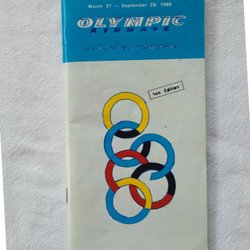 March 31 — September 28, 1985
OLYMPIC
AIRWAYS
1st Edition